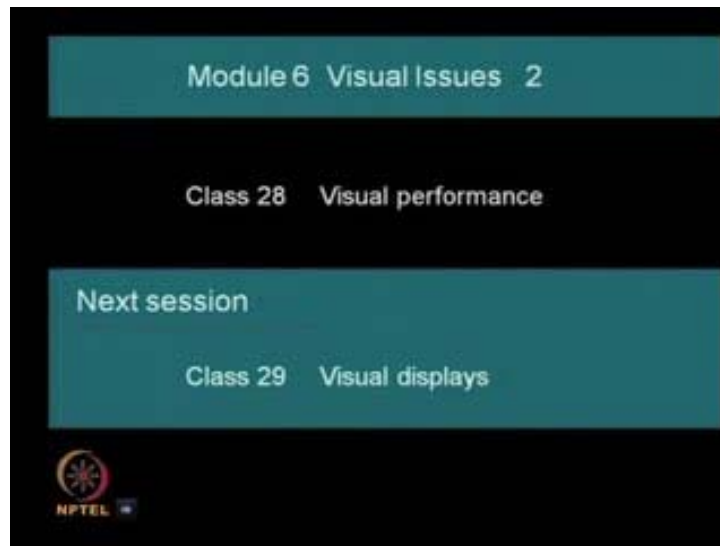 Module 6 Visual Issues 2
Class 28 Visual performance
Next session
Class 29 Visual displays
NPTEL